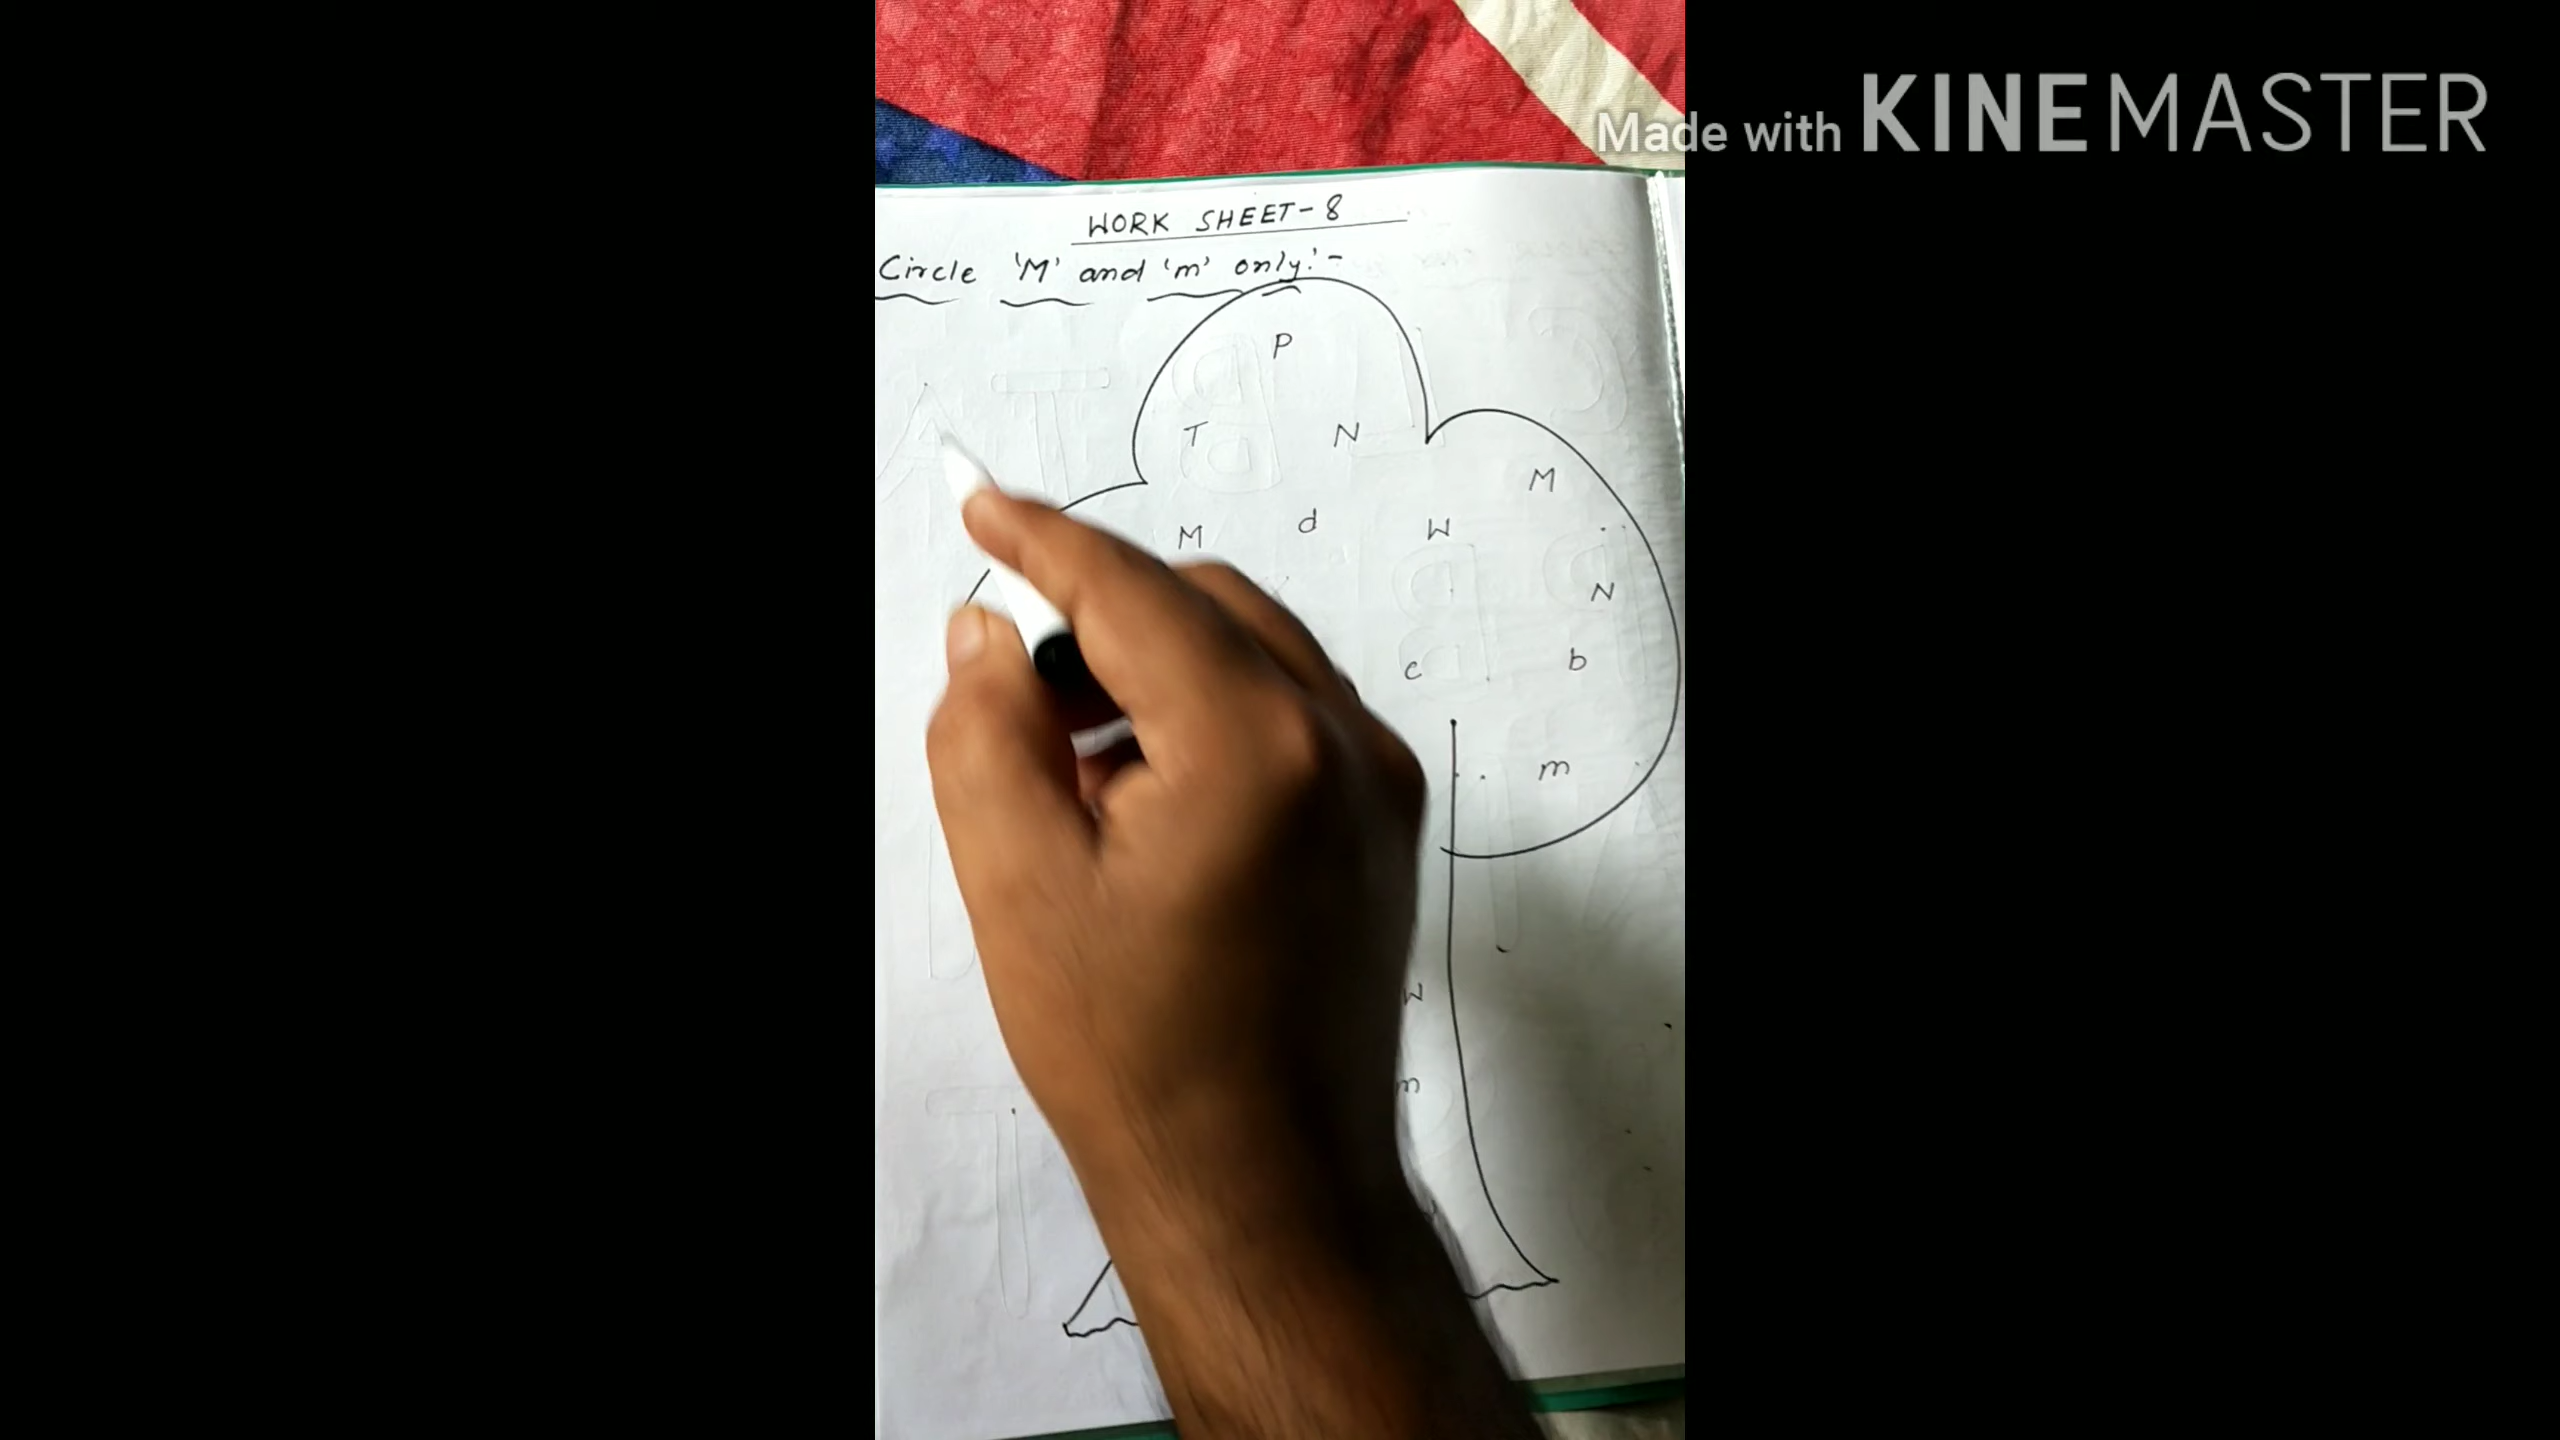 Made with KINEMASTER
WORK SHEET-8
Circle 'M' and 'm' only:-
P
T N
M
M d W
N
c b
m
W
m